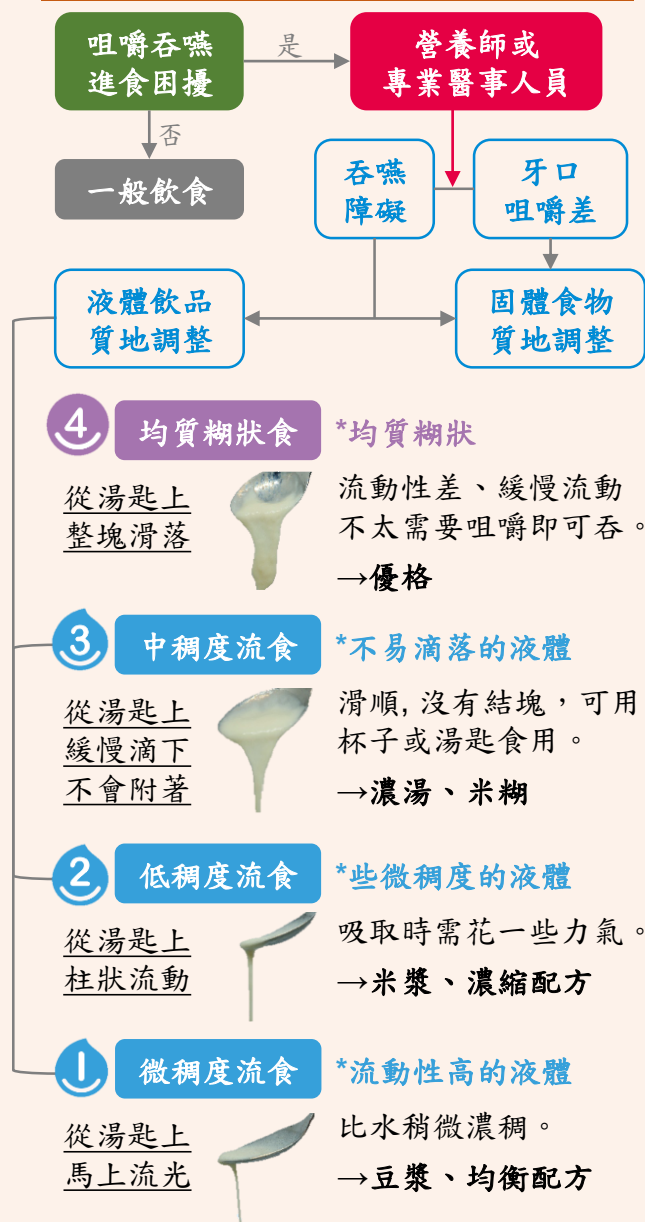 咀嚼吞嚥
進食困擾
是
營養師或
專業醫事人員
否
一般飲食
吞嚥
障礙
牙口
咀嚼差
液體飲品
質地調整
固體食物
質地調整
4
均質糊狀食
*均質糊狀
從湯匙上
整塊滑落
流動性差、緩慢流動
不太需要咀嚼即可吞。
→優格
3
中稠度流食
*不易滴落的液體
從湯匙上
緩慢滴下
不會附著
滑順, 沒有結塊，可用
杯子或湯匙食用。
→濃湯、米糊
2
低稠度流食
*些微稠度的液體
從湯匙上
柱狀流動
吸取時需花一些力氣。
→米漿、濃縮配方
1
微稠度流食
*流動性高的液體
從湯匙上
馬上流光
比水稍微濃稠。
→豆漿、均衡配方